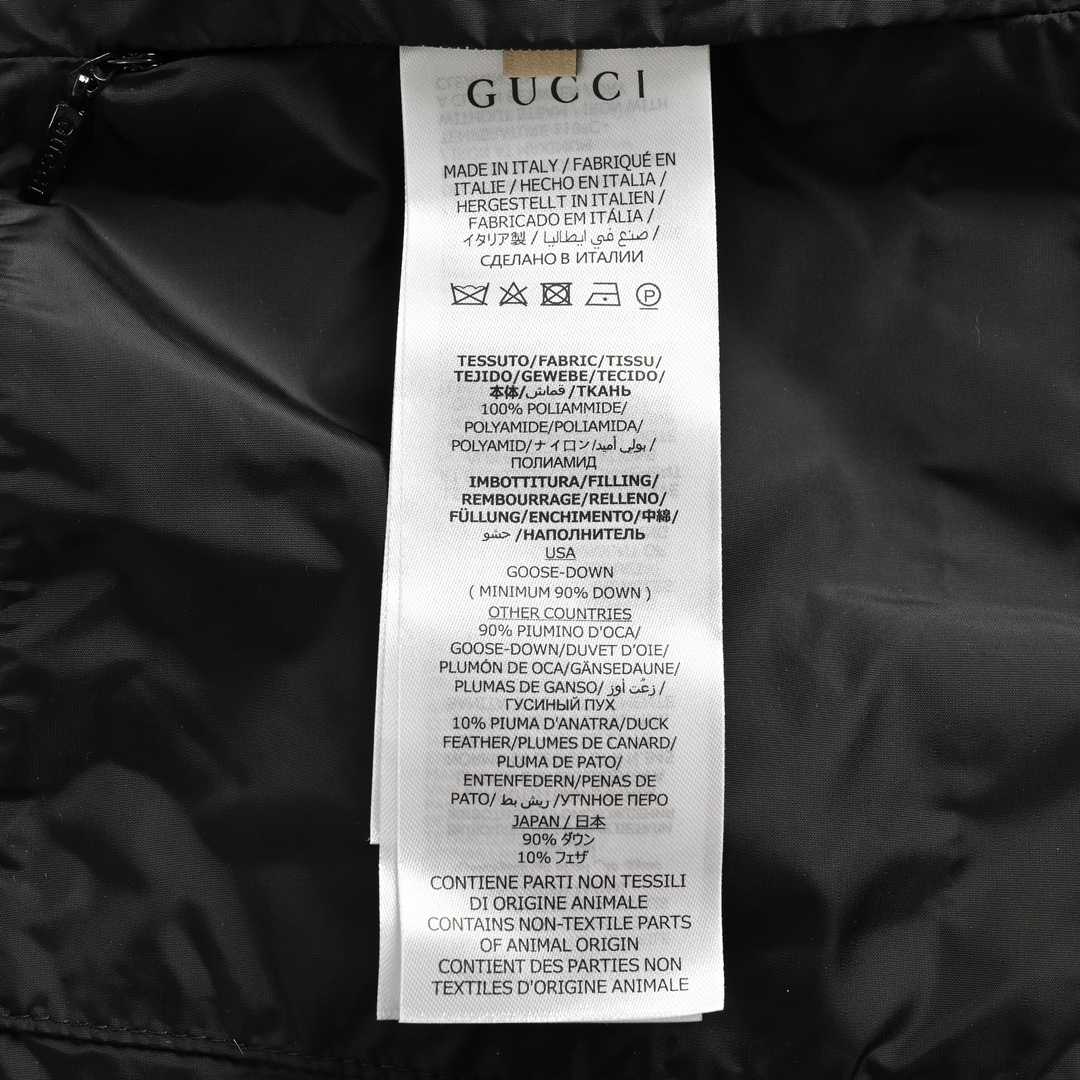 GUCCI
GUCCI
MADE IN ITALY / FABRIQUÉ EN
ITALIE / HECHO EN ITALIA /
HERGESTELLT IN ITALIEN /
FABRICADO EM ITÁLIA /
イタリア製 / صنع في ايطاليا /
СДЕЛАНО В ИТАЛИИ
P
TESSUTO/FABRIC/TISSU/
TEJIDO/GEWEBE/TECIDO/
本体/قماش/ТКАНЬ
100% POLIAMMIDE/
POLYAMIDE/POLIAMIDA/
POLYAMID/ナイロン/بولي أميد/
ПОЛИАМИД
IMBOTTITURA/FILLING/
REMBOURRAGE/RELLENO/
FÜLLUNG/ENCHIMENTO/中綿/
حشو /НАПОЛНИТЕЛЬ
USA
GOOSE-DOWN
( MINIMUM 90% DOWN )
OTHER COUNTRIES
90% PIUMINO D'OCA/
GOOSE-DOWN/DUVET D'OIE/
PLUMÓN DE OCA/GÄNSEDAUNE/
PLUMAS DE GANSO/ زغب أوز /
ГУСИНЫЙ ПУХ
10% PIUMA D'ANATRA/DUCK
FEATHER/PLUMES DE CANARD/
PLUMA DE PATO/
ENTENFEDERN/PENAS DE
PATO/ ريش بط /УТННОЕ ПЕРО
JAPAN / 日本
90% ダウン
10% フェザ
CONTIENE PARTI NON TESSILI
DI ORIGINE ANIMALE
CONTAINS NON-TEXTILE PARTS
OF ANIMAL ORIGIN
CONTIENT DES PARTIES NON
TEXTILES D'ORIGINE ANIMALE